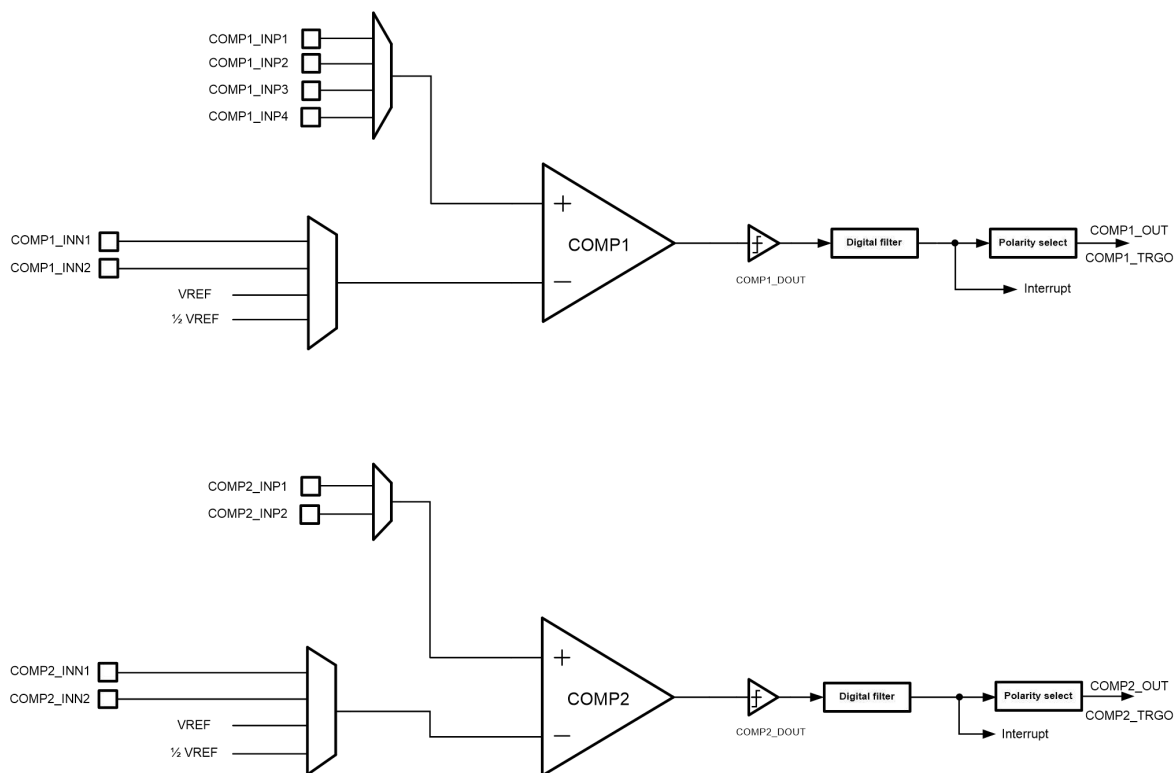 COMP1_INP1
COMP1_INP2
COMP1_INP3
COMP1_INP4
COMP1_INN1
COMP1_INN2
VREF
½ VREF
+
−
COMP1
COMP1_DOUT
Digital filter
Polarity select
COMP1_OUT
COMP1_TRGO
Interrupt
COMP2_INP1
COMP2_INP2
COMP2_INN1
COMP2_INN2
VREF
½ VREF
+
−
COMP2
COMP2_DOUT
Digital filter
Polarity select
COMP2_OUT
COMP2_TRGO
Interrupt